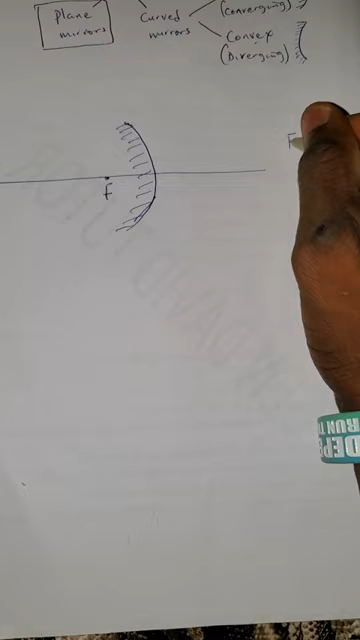 (converging)
Plane
mirrors
Curved
mirrors
Convex
(Diverging)
F
F